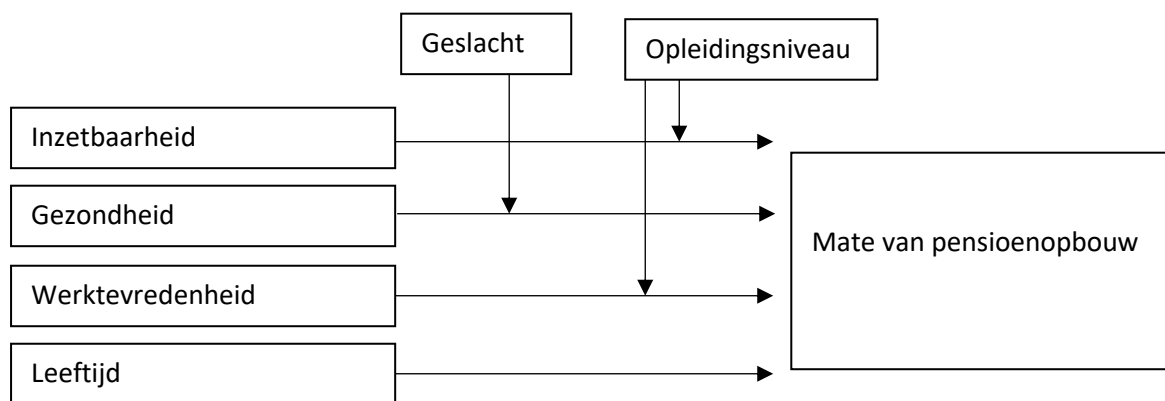 Geslacht
Opleidingsniveau
Inzetbaarheid
Gezondheid
Mate van pensioenopbouw
Werktevredenheid
Leeftijd